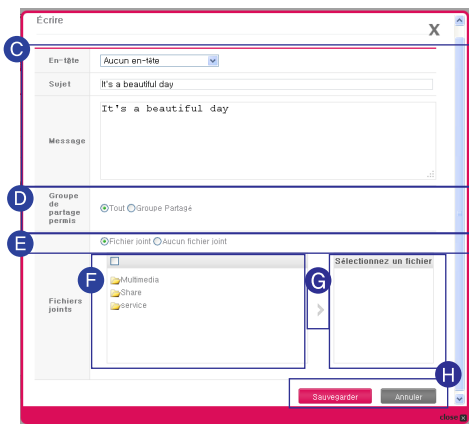 Écrire
X
C
En-tête
Aucun en-tête
Sujet
It's a beautiful day
Message
It's a beautiful day
D
Groupe de partage permis
Tout Groupe Partagé
E
Fichier joint Aucun fichier joint
F
G
Sélectionnez un fichier
Fichiers joints
Multimedia
Share
service
H
Sauvegarder
Annuler
close